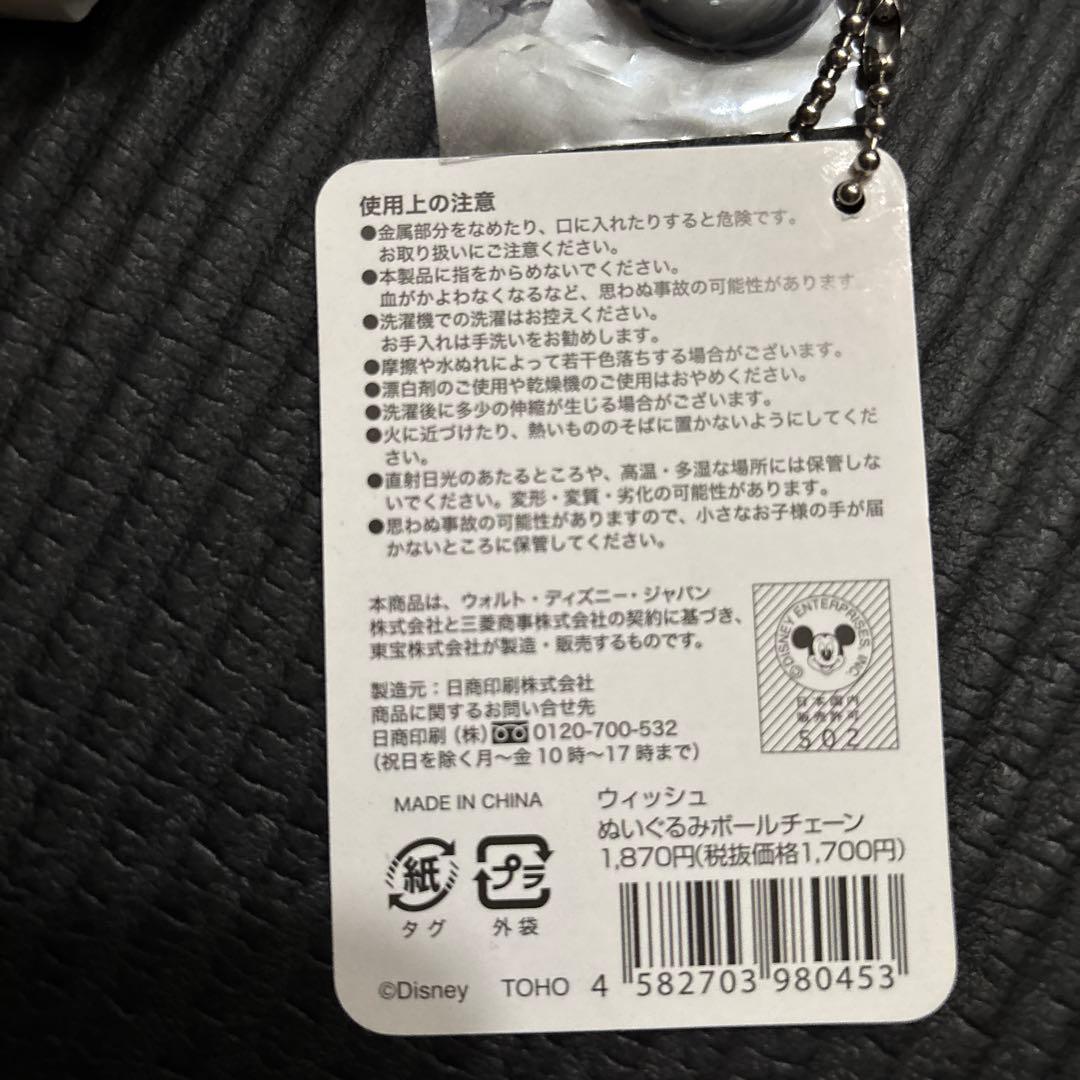 使用上の注意
●金属部分をなめたり、口に入れたりすると危険です。
お取り扱いにご注意ください。
●本製品に指をからめないでください。
血がかよわなくなるなど、思わぬ事故の可能性があります。
●洗濯機での洗濯はお控えください。
お手入れは手洗いをお勧めします。
●摩擦や水ぬれによって若干色落ちする場合がございます。
●漂白剤のご使用や乾燥機のご使用はおやめください。
●洗濯後に多少の伸縮が生じる場合がございます。
●火に近づけたり、熱いもののそばに置かないようにしてくだ
さい。
●直射日光のあたるところや、高温・多湿な場所には保管しな
いでください。変形・変質・劣化の可能性があります。
●思わぬ事故の可能性がありますので、小さなお子様の手が届
かないところに保管してください。
本商品は、ウォルト・ディズニー・ジャパン
株式会社と三菱商事株式会社の契約に基づき、
東宝株式会社が製造・販売するものです。
©DISNEY ENTERPRISES, INC.
日本国内
販売許可
502
製造元：日商印刷株式会社
商品に関するお問い合せ先
日商印刷（株）0120-700-532
（祝日を除く月〜金10時〜17時まで）
MADE IN CHINA
ウィッシュ
ぬいぐるみボールチェーン
1,870円(税抜価格1,700円)
紙
タグ
プラ
外袋
©Disney TOHO
4 582703 980453